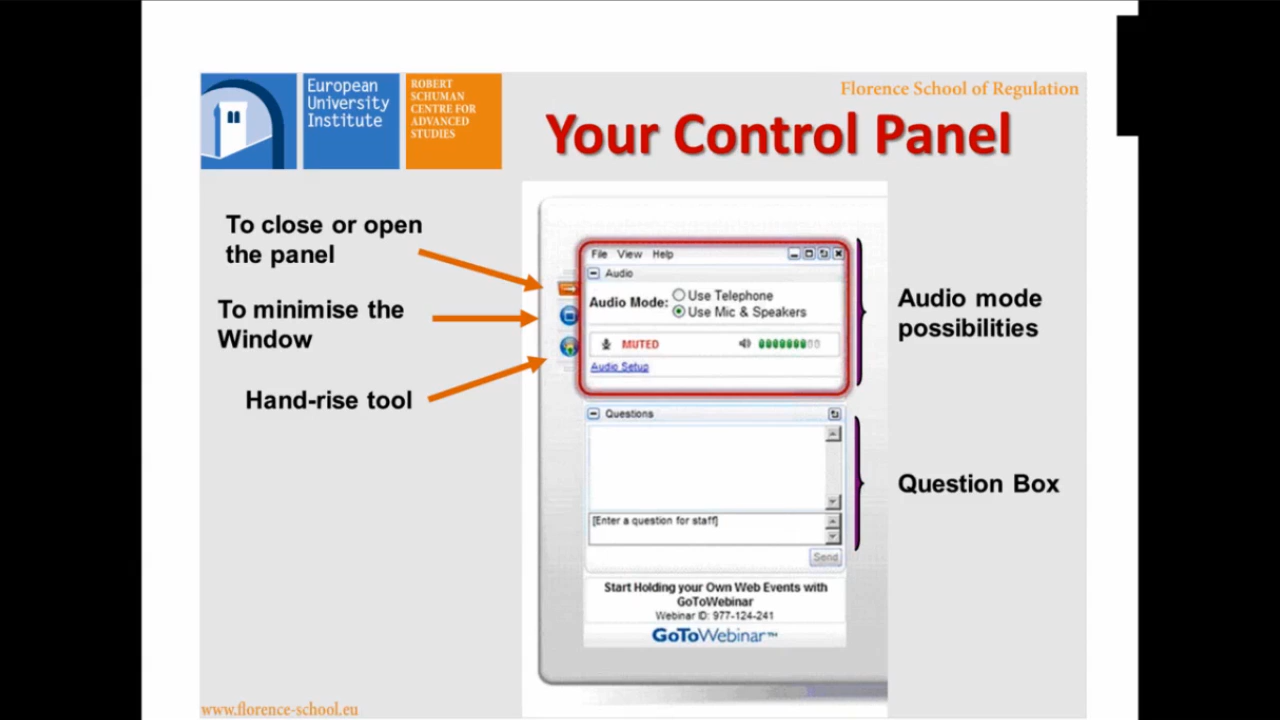 European
University
Institute
ROBERT
SCHUMAN
CENTRE FOR
ADVANCED
STUDIES
Florence School of Regulation
Your Control Panel
To close or open
the panel
To minimise the
Window
Hand-rise tool
File View Help
Audio
Audio Mode: Use Telephone
Use Mic & Speakers
MUTED
Audio Setup
Audio mode
possibilities
Questions
[Enter a question for staff]
Send
Question Box
Start Holding your Own Web Events with
GoToWebinar
Webinar ID: 977-124-241
GoToWebinar™
www.florence-school.eu